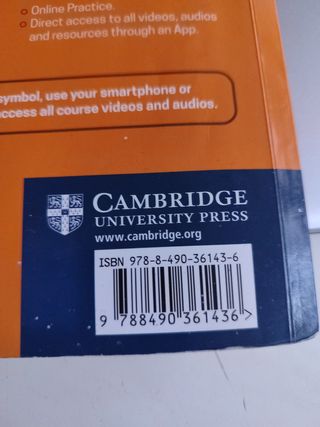 Online Practice.
Direct access to all videos, audios
and resources through an App.
symbol, use your smartphone or
access all course videos and audios.
CAMBRIDGE
UNIVERSITY PRESS
www.cambridge.org
ISBN 978-8-490-36143-6
9 788490 361436 >